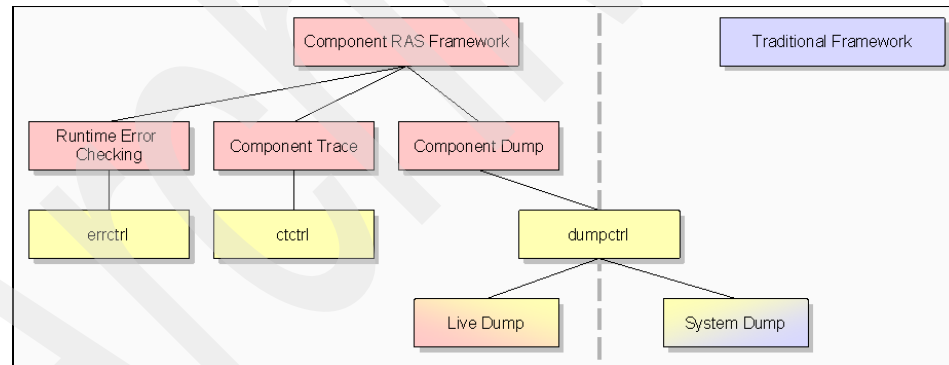 Component RAS Framework
Traditional Framework
Runtime Error
Checking
Component Trace
Component Dump
errctrl
ctctrl
dumpctrl
Live Dump
System Dump